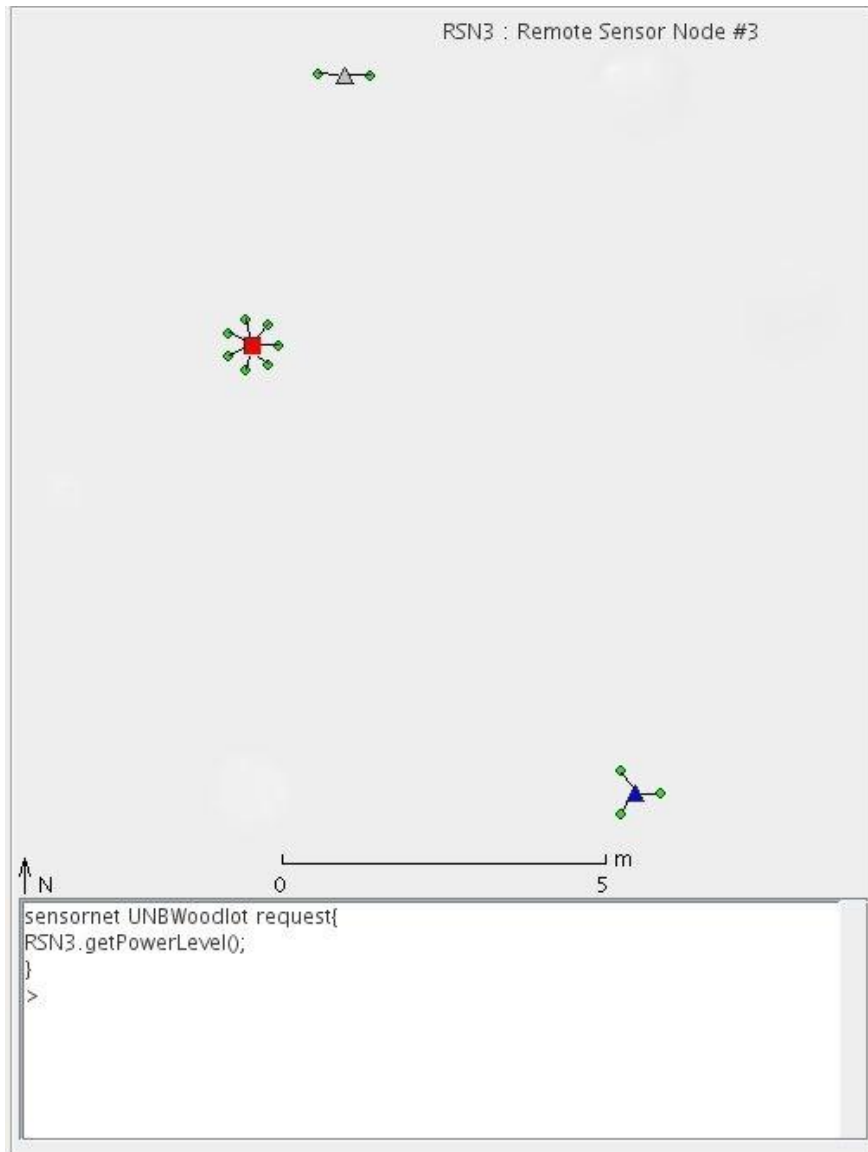 RSN3 : Remote Sensor Node #3
m
N
0 5
sensornet UNBWoodlot request{
RSN3.getPowerLevel();
}
>